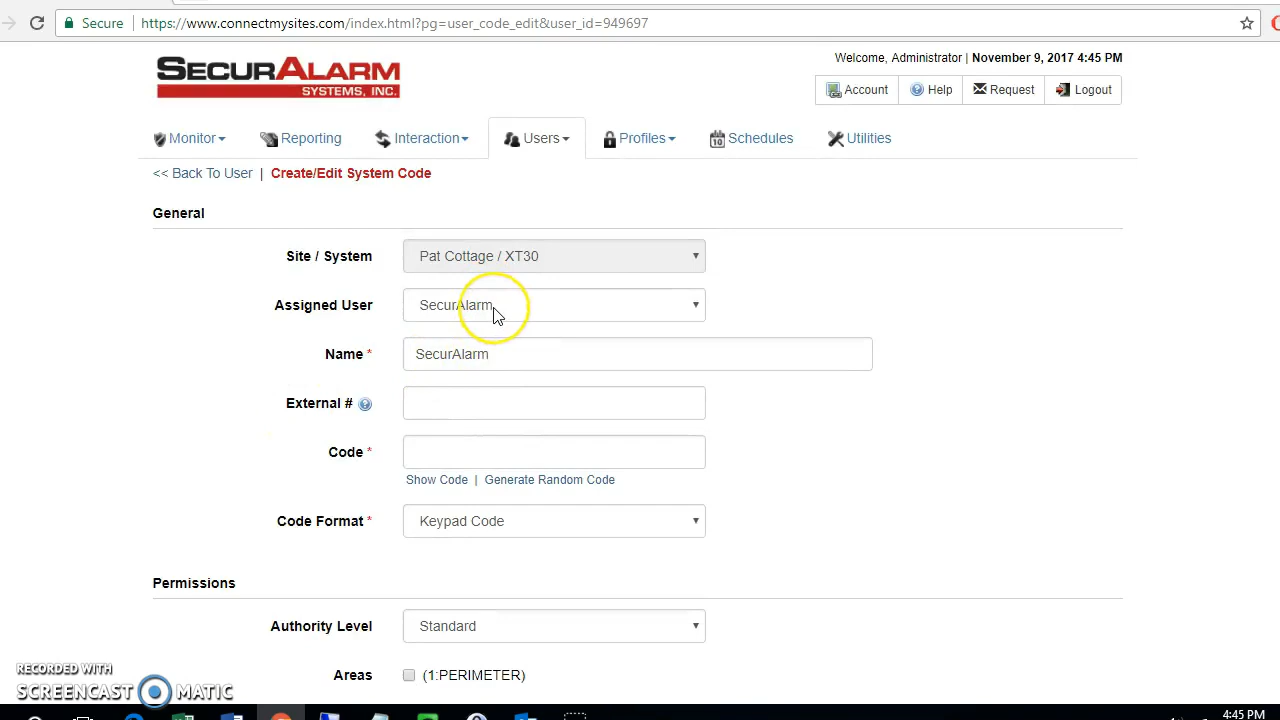 Secure https://www.connectmysites.com/index.html?pg=user_code_edit&user_id=949697
Welcome, Administrator | November 9, 2017 4:45 PM
SECURALARM
SYSTEMS, INC.
Account Help Request Logout
Monitor Reporting Interaction Users Profiles Schedules Utilities
10
<< Back To User | Create/Edit System Code
General
Site / System Pat Cottage / XT30
Assigned User SecurAlarm
Name * SecurAlarm
External # ?
Code *
Show Code | Generate Random Code
Code Format * Keypad Code
Permissions
Authority Level Standard
Areas (1:PERIMETER)
RECORDED WITH
SCREENCAST MATIC
4:45 PM